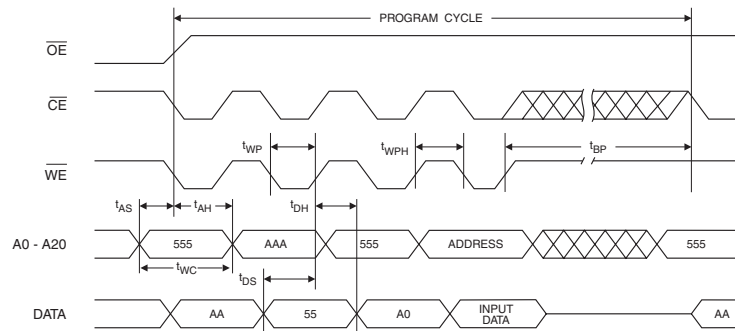 PROGRAM CYCLE
OE
CE
tWP
tWPH
tBP
WE
tAS
tAH
tDH
A0 - A20
555
AAA
555
ADDRESS
555
tWC
tDS
DATA
AA
55
A0
INPUT
DATA
AA